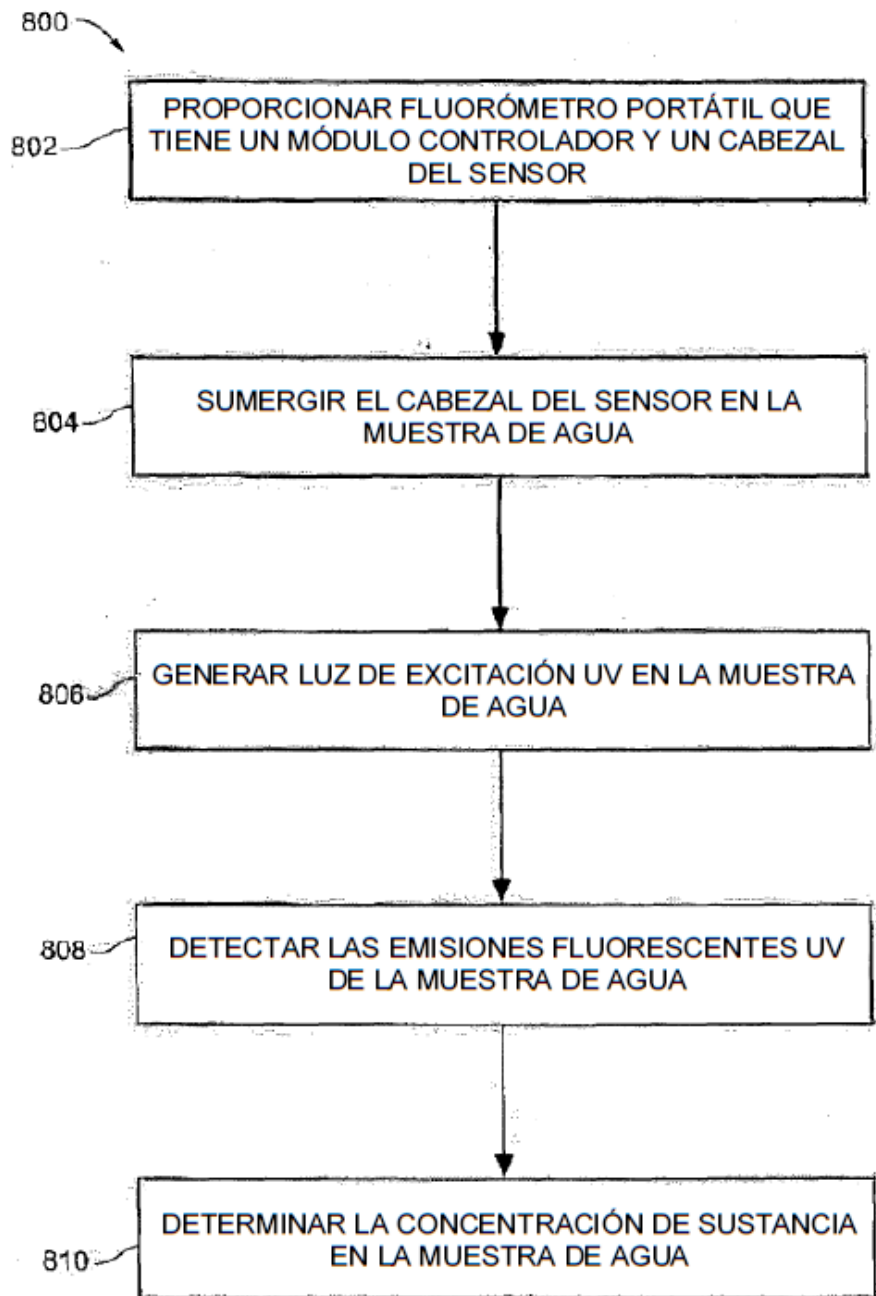 800
PROPORCIONAR FLUORÓMETRO PORTÁTIL QUE
TIENE UN MÓDULO CONTROLADOR Y UN CABEZAL
DEL SENSOR
802
SUMERGIR EL CABEZAL DEL SENSOR EN LA
MUESTRA DE AGUA
804
GENERAR LUZ DE EXCITACIÓN UV EN LA MUESTRA
DE AGUA
806
DETECTAR LAS EMISIONES FLUORESCENTES UV
DE LA MUESTRA DE AGUA
808
DETERMINAR LA CONCENTRACIÓN DE SUSTANCIA
EN LA MUESTRA DE AGUA
810